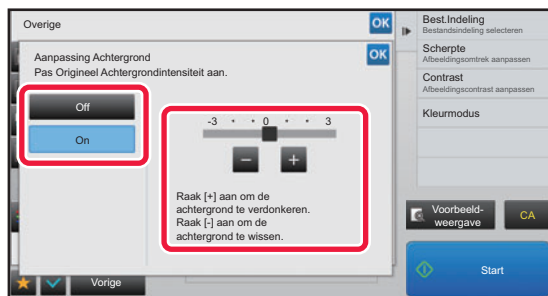 Overige
OK
Aanpassing Achtergrond
OK
Pas Origineel Achtergrondintensiteit aan.
Off
On
-3 • • 0 • • 3
− +
Raak [+] aan om de
achtergrond te verdonkeren.
Raak [-] aan om de
achtergrond te wissen.
Vorige
Best.Indeling
Bestandsindeling selecteren
Scherpte
Afbeeldingsomtrek aanpassen
Contrast
Afbeeldingscontrast aanpassen
Kleurmodus
Voorbeeld-
weergave
CA
Start